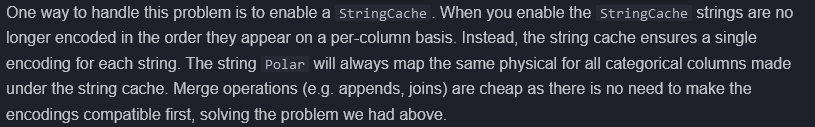 One way to handle this problem is to enable a StringCache. When you enable the StringCache strings are no
longer encoded in the order they appear on a per-column basis. Instead, the string cache ensures a single
encoding for each string. The string Polar will always map the same physical for all categorical columns made
under the string cache. Merge operations (e.g. appends, joins) are cheap as there is no need to make the
encodings compatible first, solving the problem we had above.